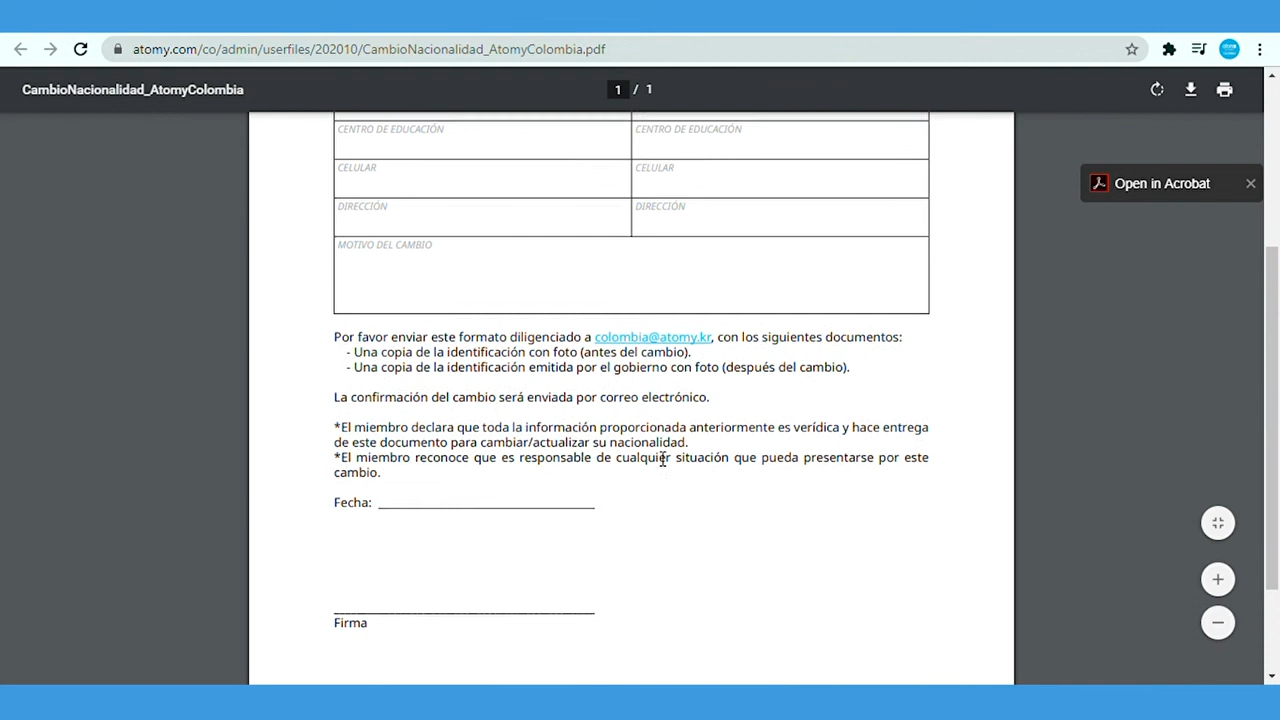 atomy.com/co/admin/userfiles/202010/CambioNacionalidad_AtomyColombia.pdf
CambioNacionalidad_AtomyColombia
1 / 1
Open in Acrobat
CENTRO DE EDUCACIÓN CENTRO DE EDUCACIÓN
CELULAR CELULAR
DIRECCIÓN DIRECCIÓN
MOTIVO DEL CAMBIO
Por favor enviar este formato diligenciado a colombia@atomy.kr, con los siguientes documentos:
- Una copia de la identificación con foto (antes del cambio).
- Una copia de la identificación emitida por el gobierno con foto (después del cambio).
La confirmación del cambio será enviada por correo electrónico.
*El miembro declara que toda la información proporcionada anteriormente es verídica y hace entrega
de este documento para cambiar/actualizar su nacionalidad.
*El miembro reconoce que es responsable de cualquier situación que pueda presentarse por este
cambio.
Fecha: ______________________________
____________________________________
Firma